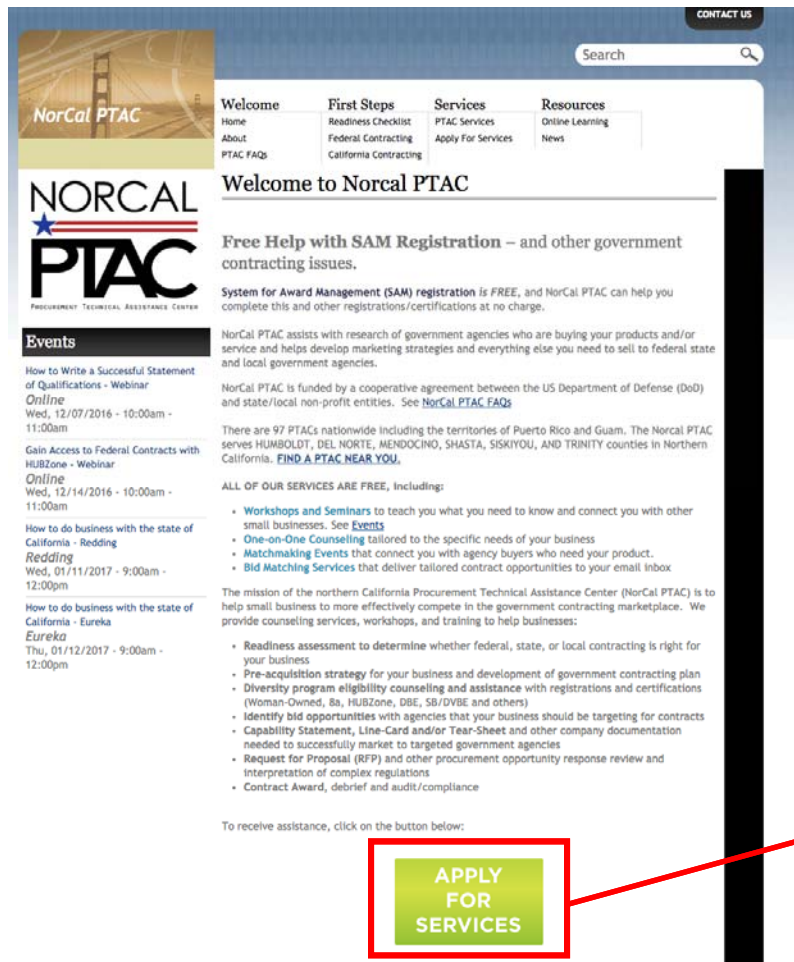 CONTACT US
Search
NorCal PTAC
Welcome
Home
About
PTAC FAQs
First Steps
Readiness Checklist
Federal Contracting
California Contracting
Services
PTAC Services
Apply For Services
Resources
Online Learning
News
NORCAL
PTAC
PROCUREMENT TECHNICAL ASSISTANCE CENTER
Events
How to Write a Successful Statement
of Qualifications - Webinar
Online
Wed, 12/07/2016 - 10:00am -
11:00am
Gain Access to Federal Contracts with
HUBZone - Webinar
Online
Wed, 12/14/2016 - 10:00am -
11:00am
How to do business with the state of
California - Redding
Redding
Wed, 01/11/2017 - 9:00am -
12:00pm
How to do business with the state of
California - Eureka
Eureka
Thu, 01/12/2017 - 9:00am -
12:00pm
Welcome to Norcal PTAC
Free Help with SAM Registration – and other government
contracting issues.
System for Award Management (SAM) registration is FREE, and NorCal PTAC can help you
complete this and other registrations/certifications at no charge.
NorCal PTAC assists with research of government agencies who are buying your products and/or
service and helps develop marketing strategies and everything else you need to sell to federal state
and local government agencies.
NorCal PTAC is funded by a cooperative agreement between the US Department of Defense (DoD)
and state/local non-profit entities. See NorCal PTAC FAQs
There are 97 PTACs nationwide including the territories of Puerto Rico and Guam. The Norcal PTAC
serves HUMBOLDT, DEL NORTE, MENDOCINO, SHASTA, SISKIYOU, AND TRINITY counties in Northern
California. FIND A PTAC NEAR YOU.
ALL OF OUR SERVICES ARE FREE, including:
• Workshops and Seminars to teach you what you need to know and connect you with other
small businesses. See Events
• One-on-One Counseling tailored to the specific needs of your business
• Matchmaking Events that connect you with agency buyers who need your product.
• Bid Matching Services that deliver tailored contract opportunities to your email inbox
The mission of the northern California Procurement Technical Assistance Center (NorCal PTAC) is to
help small business to more effectively compete in the government contracting marketplace. We
provide counseling services, workshops, and training to help businesses:
• Readiness assessment to determine whether federal, state, or local contracting is right for
your business
• Pre-acquisition strategy for your business and development of government contracting plan
• Diversity program eligibility counseling and assistance with registrations and certifications
(Woman-Owned, 8a, HUBZone, DBE, SB/DVBE and others)
• Identify bid opportunities with agencies that your business should be targeting for contracts
• Capability Statement, Line-Card and/or Tear-Sheet and other company documentation
needed to successfully market to targeted government agencies
• Request for Proposal (RFP) and other procurement opportunity response review and
interpretation of complex regulations
• Contract Award, debrief and audit/compliance
To receive assistance, click on the button below:
APPLY
FOR
SERVICES